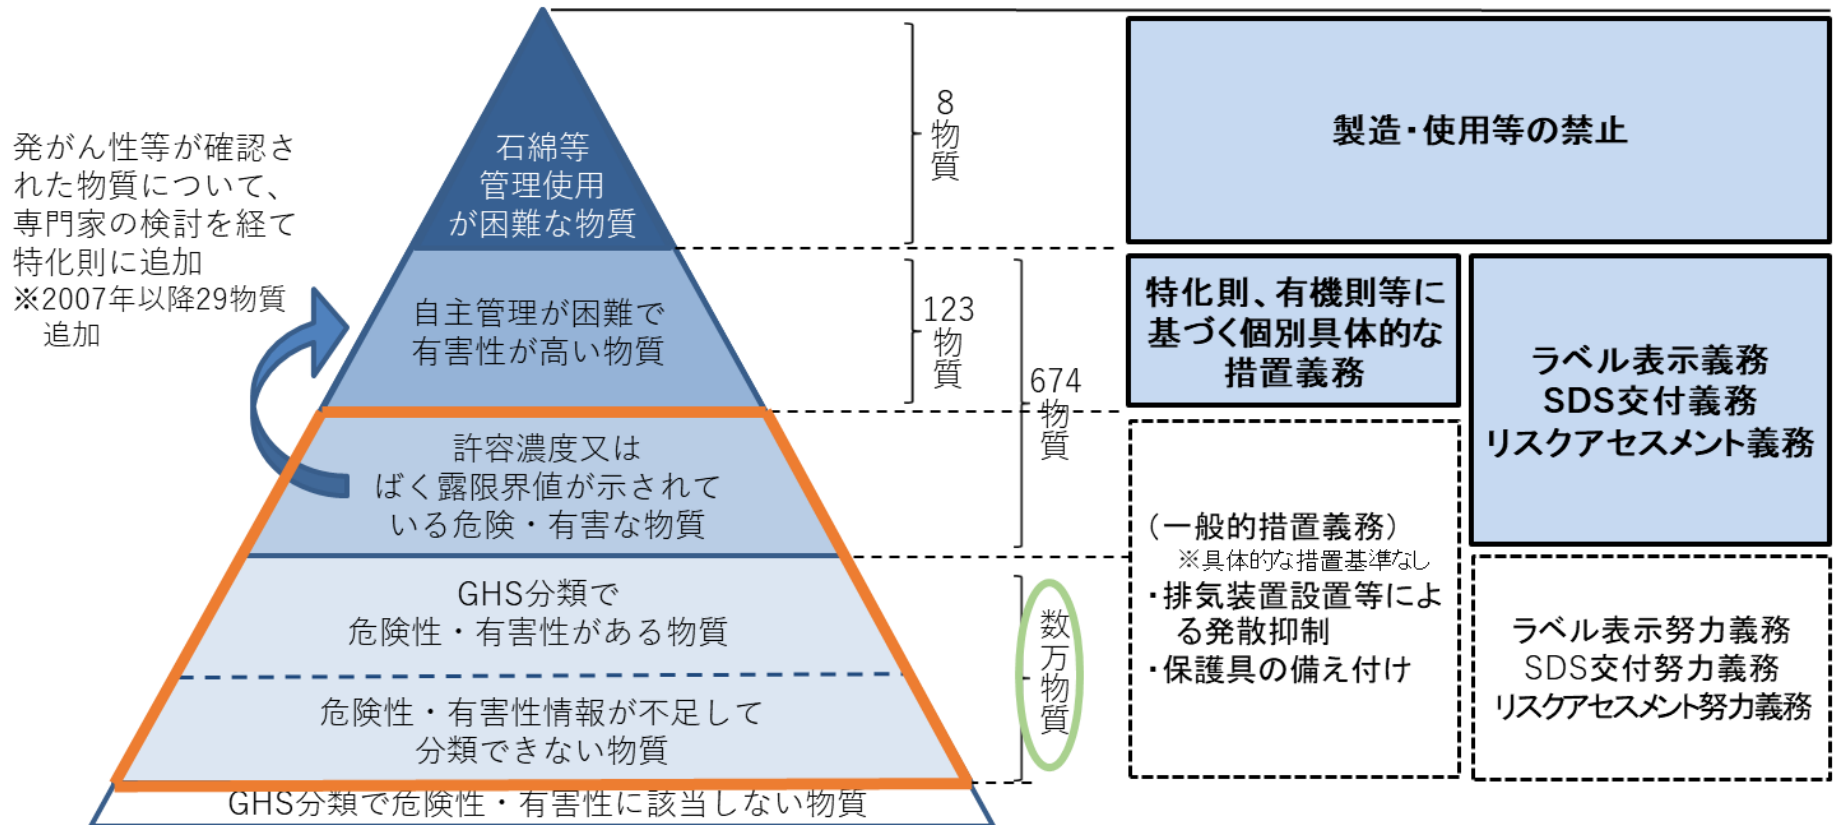 発がん性等が確認さ
れた物質について、
専門家の検討を経て
特化則に追加
※2007年以降29物質
追加
石綿等
管理使用
が困難な物質
自主管理が困難で
有害性が高い物質
許容濃度又は
ばく露限界値が示されて
いる危険・有害な物質
GHS分類で
危険性・有害性がある物質
危険性・有害性情報が不足して
分類できない物質
GHS分類で危険性・有害性に該当しない物質
8物質
123物質
674物質
数万物質
製造・使用等の禁止
特化則、有機則等に
基づく個別具体的な
措置義務
ラベル表示義務
SDS交付義務
リスクアセスメント義務
（一般的措置義務）
※具体的な措置基準なし
・排気装置設置等によ
る発散抑制
・保護具の備え付け
ラベル表示努力義務
SDS交付努力義務
リスクアセスメント努力義務